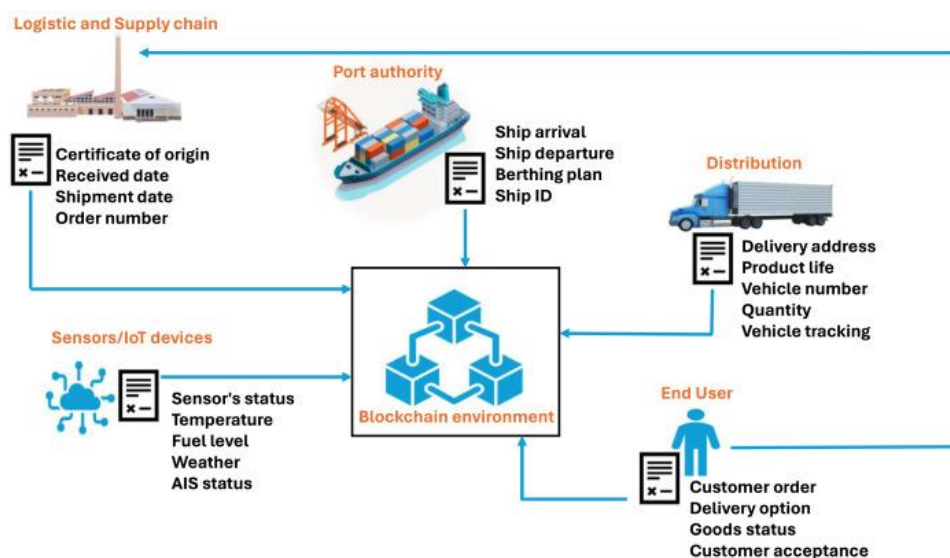 Logistic and Supply chain
Certificate of origin
Received date
Shipment date
Order number
Port authority
Ship arrival
Ship departure
Berthing plan
Ship ID
Distribution
Delivery address
Product life
Vehicle number
Quantity
Vehicle tracking
Sensors/IoT devices
Sensor's status
Temperature
Fuel level
Weather
AIS status
Blockchain environment
End User
Customer order
Delivery option
Goods status
Customer acceptance